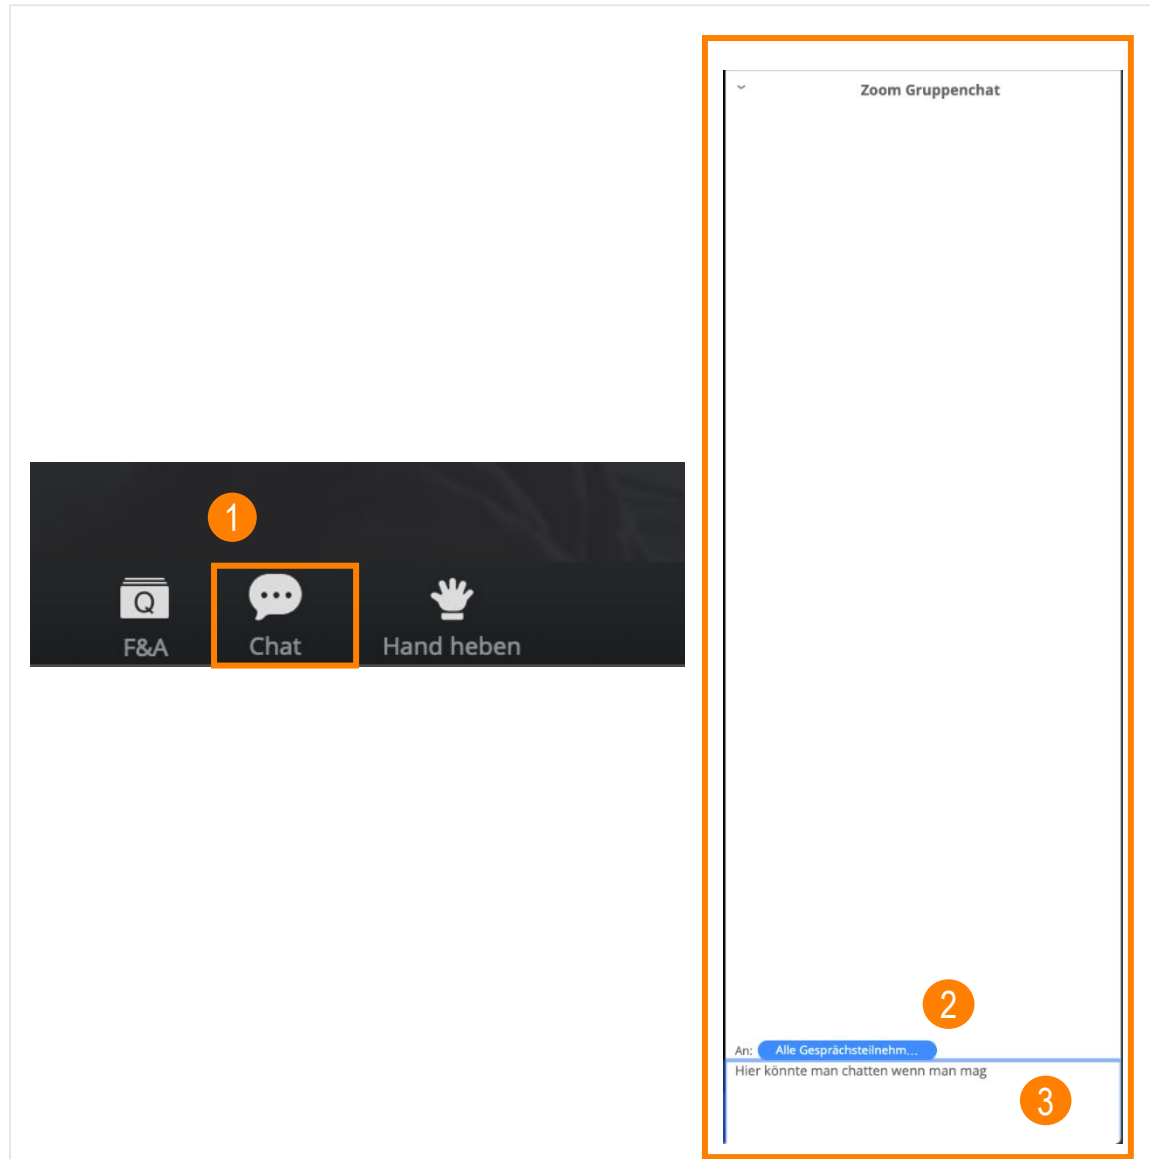 Zoom Gruppenchat
1
Q
F&A
Chat
Hand heben
2
An: Alle Gesprächsteilnehm...
Hier könnte man chatten wenn man mag
3